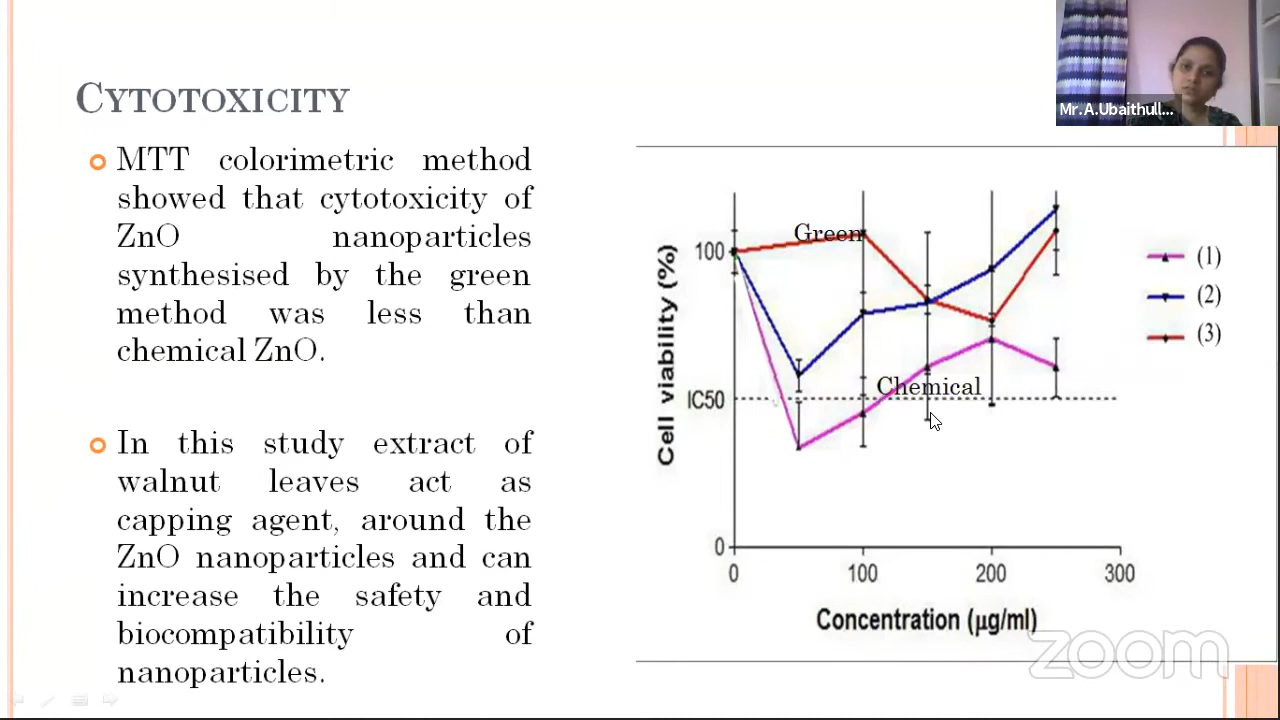 CYTOTOXICITY
MTT colorimetric method
showed that cytotoxicity of
ZnO nanoparticles
synthesised by the green
method was less than
chemical ZnO.
In this study extract of
walnut leaves act as
capping agent, around the
ZnO nanoparticles and can
increase the safety and
biocompatibility of
nanoparticles.
Mr.A.Ubaithull...
Green
Chemical
Cell viability (%)
100
IC50
0
0 100 200 300
Concentration (µg/ml)
(1)
(2)
(3)
zoom